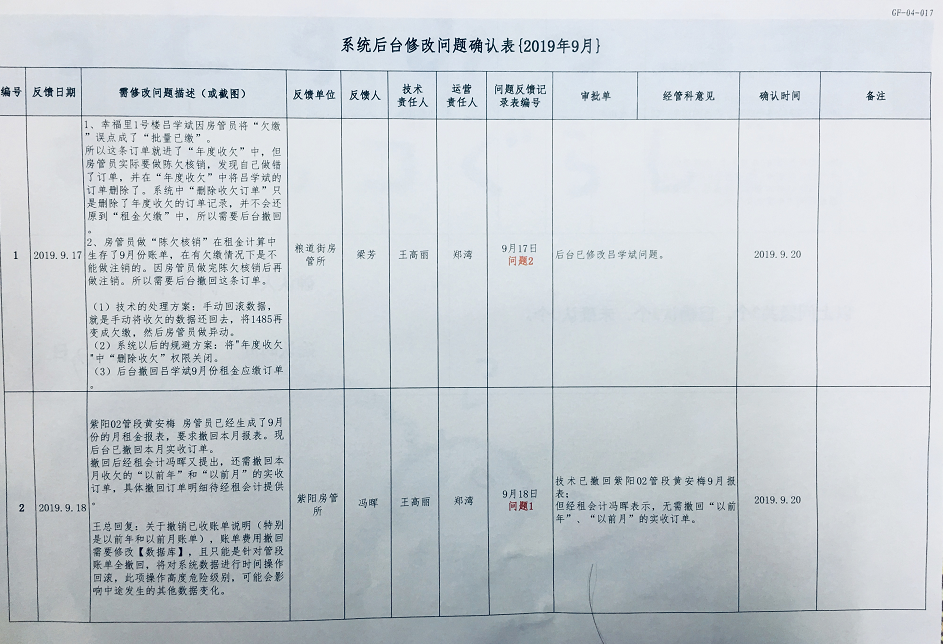 GF-04-017
系统后台修改问题确认表{2019年9月}
编号
反馈日期
需修改问题描述（或截图）
反馈单位
反馈人
技术
责任人
运营
责任人
问题反馈记
录表编号
审批单
经管科意见
确认时间
备注
1
2019.9.17
1、幸福里1号楼吕学斌因房管员将“欠缴
”误点成了“批量已缴”。
所以这条订单就进了“年度收欠”中，但
房管员实际要做陈欠核销，发现自己做错
了订单，并在“年度收欠”中将吕学斌的
订单删除了。系统中“删除收欠订单”只
是删除了年度收欠的订单记录，并不会还
原到“租金欠缴”中，所以需要后台撤回
。
2、房管员做“陈欠核销”在租金计算中
生存了9月份账单，在有欠缴情况下是不
能做注销的。因房管员做完陈欠核销后再
做注销。所以需要后台撤回这条订单。
（1）技术的处理方案：手动回滚数据，
就是手动将收欠的数据还回去，将1485再
变成欠缴，然后房管员做异动。
（2）系统以后的规避方案：将"年度收欠
"中“删除收欠”权限关闭。
（3）后台撤回吕学斌9月份租金应缴订单
。
粮道街房
管所
梁芳
王高丽
郑湾
9月17日
问题2
后台已修改吕学斌问题。
2019.9.20
2
2019.9.18
紫阳02管段黄安梅 房管员已经生成了9月
份的月租金报表，要求撤回本月报表。现
后台已撤回本月实收订单。
撤回后经租会计冯晖又提出，还需撤回本
月收欠的“以前年”和“以前月”的实收
订单，具体撤回订单明细待经租会计提供
。
王总回复：关于撤销已收账单说明（特别
是以前年和以前月账单），账单费用撤回
需要修改【数据库】，且只能是针对管段
账单全撤回，将对系统数据进行时间操作
回滚，此项操作高度危险级别，可能会影
响中途发生的其他数据变化。
紫阳房管
所
冯晖
王高丽
郑湾
9月18日
问题1
技术已撤回紫阳02管段黄安梅9月报
表；
但经租会计冯晖表示，无需撤回“以前
年”、“以前月”的实收订单。
2019.9.20